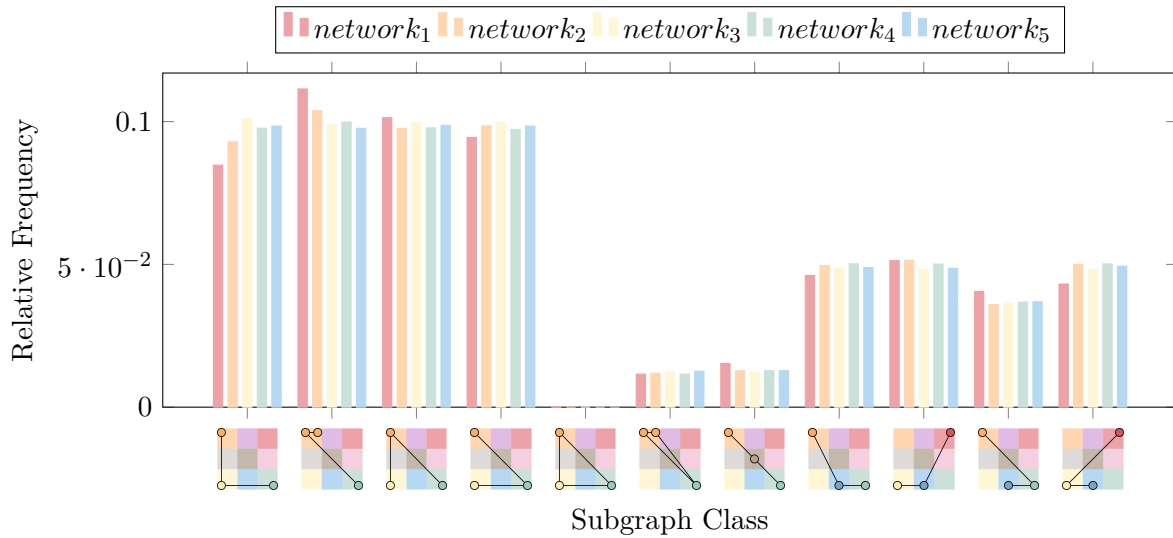 network₁ network₂ network₃ network₄ network₅
0.1
5 · 10⁻²
0
Relative Frequency
Subgraph Class